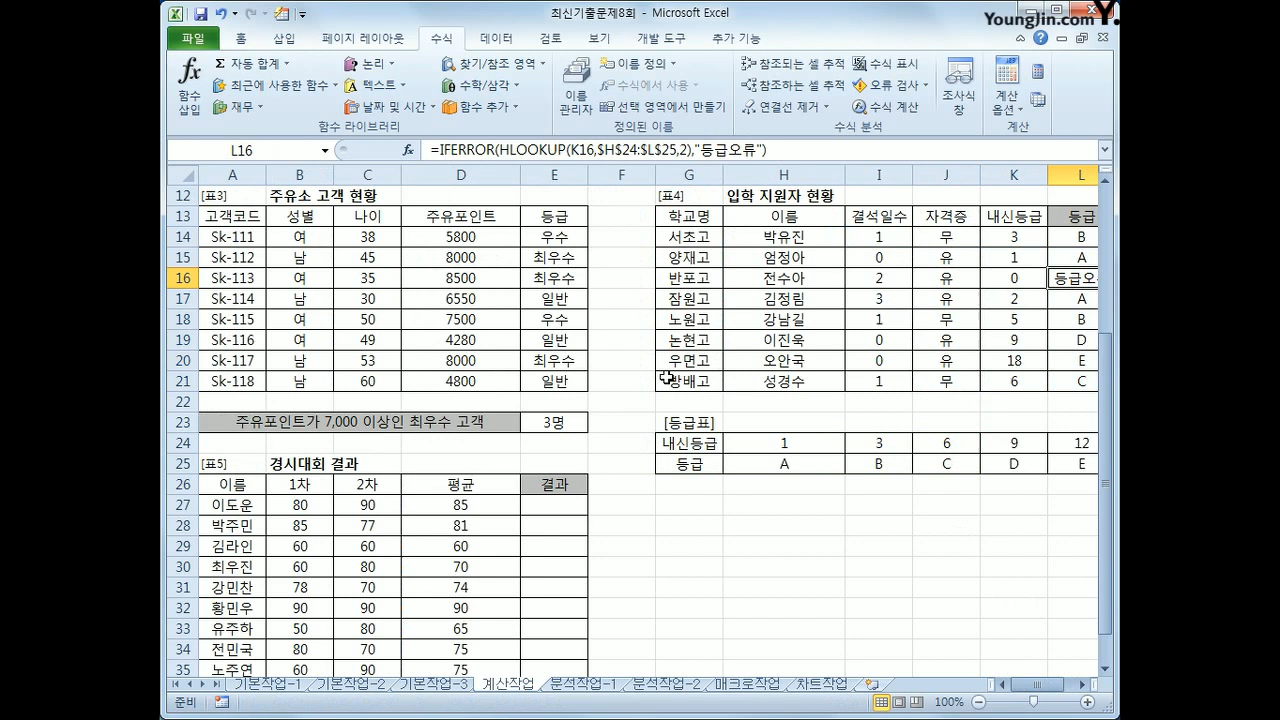 최신기출문제8회 - Microsoft Excel
YoungJin.com Y.
파일 홈 삽입 페이지 레이아웃 수식 데이터 검토 보기 개발 도구 추가 기능
fx 함수 삽입
Σ 자동 합계
최근에 사용한 함수
재무
논리
텍스트
날짜 및 시간
찾기/참조 영역
수학/삼각
함수 추가
함수 라이브러리
이름 관리자
이름 정의
수식에서 사용
선택 영역에서 만들기
정의된 이름
참조되는 셀 추적
참조하는 셀 추적
연결선 제거
수식 표시
오류 검사
수식 계산
수식 분석
조사식 창
계산 옵션
계산
L16 fx =IFERROR(HLOOKUP(K16,$H$24:$L$25,2),"등급오류")
A B C D E F G H I J K L
12 [표3] 주유소 고객 현황 [표4] 입학 지원자 현황
13 고객코드 성별 나이 주유포인트 등급 학교명 이름 결석일수 자격증 내신등급 등급
14 Sk-111 여 38 5800 우수 서초고 박유진 1 무 3 B
15 Sk-112 남 45 8000 최우수 양재고 엄정아 0 유 1 A
16 Sk-113 여 35 8500 최우수 반포고 전수아 2 유 0 등급오
17 Sk-114 남 30 6550 일반 잠원고 김정림 3 유 2 A
18 Sk-115 여 50 7500 우수 노원고 강남길 1 무 5 B
19 Sk-116 여 49 4280 일반 논현고 이진욱 0 유 9 D
20 Sk-117 남 53 8000 최우수 우면고 오안국 0 유 18 E
21 Sk-118 남 60 4800 일반 방배고 성경수 1 무 6 C
22
23 주유포인트가 7,000 이상인 최우수 고객 3명 [등급표]
24 내신등급 1 3 6 9 12
25 [표5] 경시대회 결과 등급 A B C D E
26 이름 1차 2차 평균 결과
27 이도운 80 90 85
28 박주민 85 77 81
29 김라인 60 60 60
30 최우진 60 80 70
31 강민찬 78 70 74
32 황민우 90 90 90
33 유주하 50 80 65
34 전민국 80 70 75
35 노주연 60 90 75
기본작업-1 기본작업-2 기본작업-3 계산작업 분석작업-1 분석작업-2 매크로작업 차트작업
준비 100%